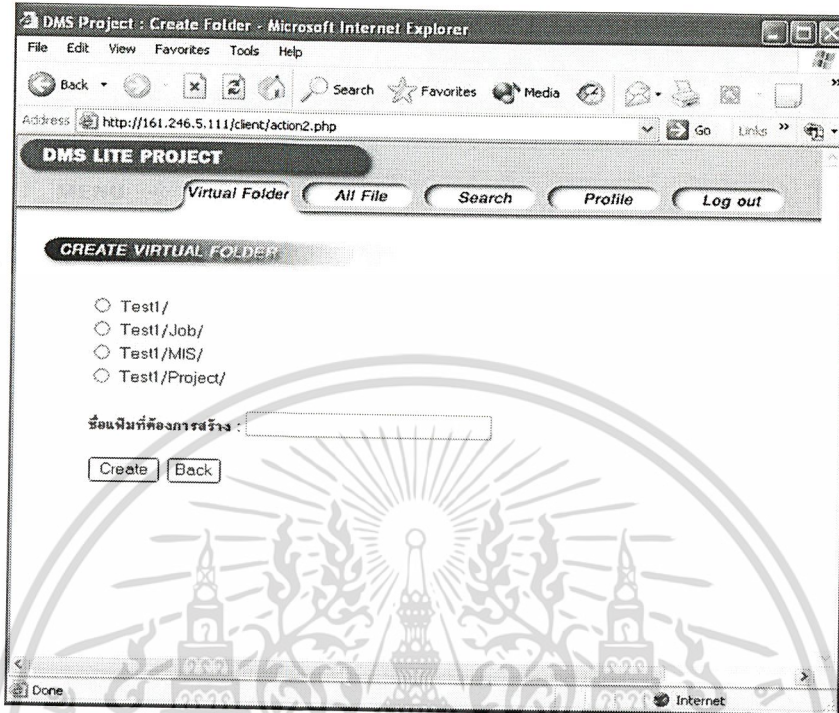 DMS Project : Create Folder - Microsoft Internet Explorer
File Edit View Favorites Tools Help
Back Search Favorites Media
Address http://161.246.5.111/client/action2.php Go Links
DMS LITE PROJECT
MENU Virtual Folder All File Search Profile Log out
CREATE VIRTUAL FOLDER
Test1/
Test1/Job/
Test1/MIS/
Test1/Project/
ชื่อแฟ้มที่ต้องการสร้าง :
Create Back
Done Internet